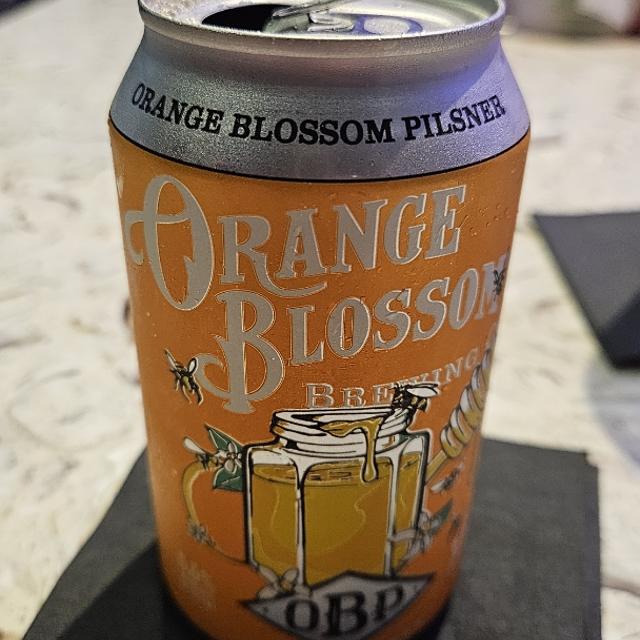 ORANGE BLOSSOM PILSNER
ORANGE
BLOSSOM
BREWING
OBP